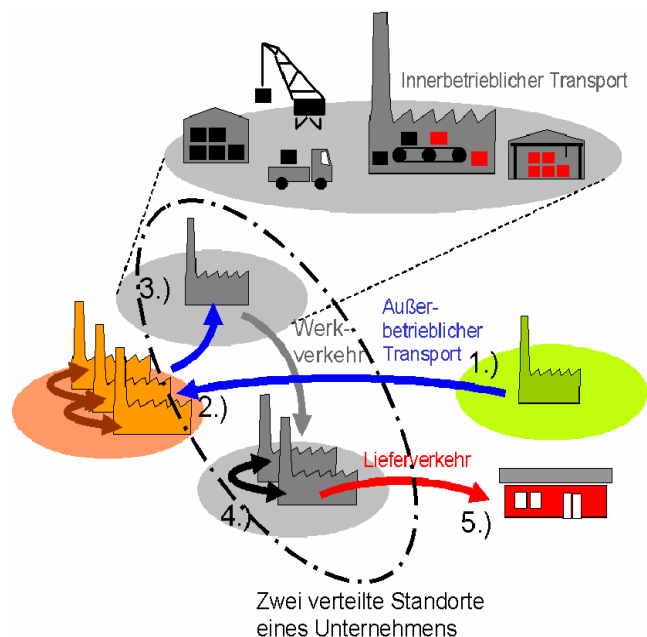 Innerbetrieblicher Transport
3.)
Werk-
verkehr
Außer-
betrieblicher
Transport
1.)
2.)
Lieferverkehr
4.)
5.)
Zwei verteilte Standorte
eines Unternehmens